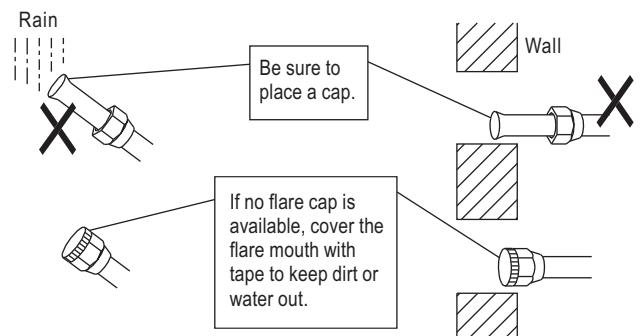 Rain
Wall
Be sure to
place a cap.
If no flare cap is
available, cover the
flare mouth with
tape to keep dirt or
water out.